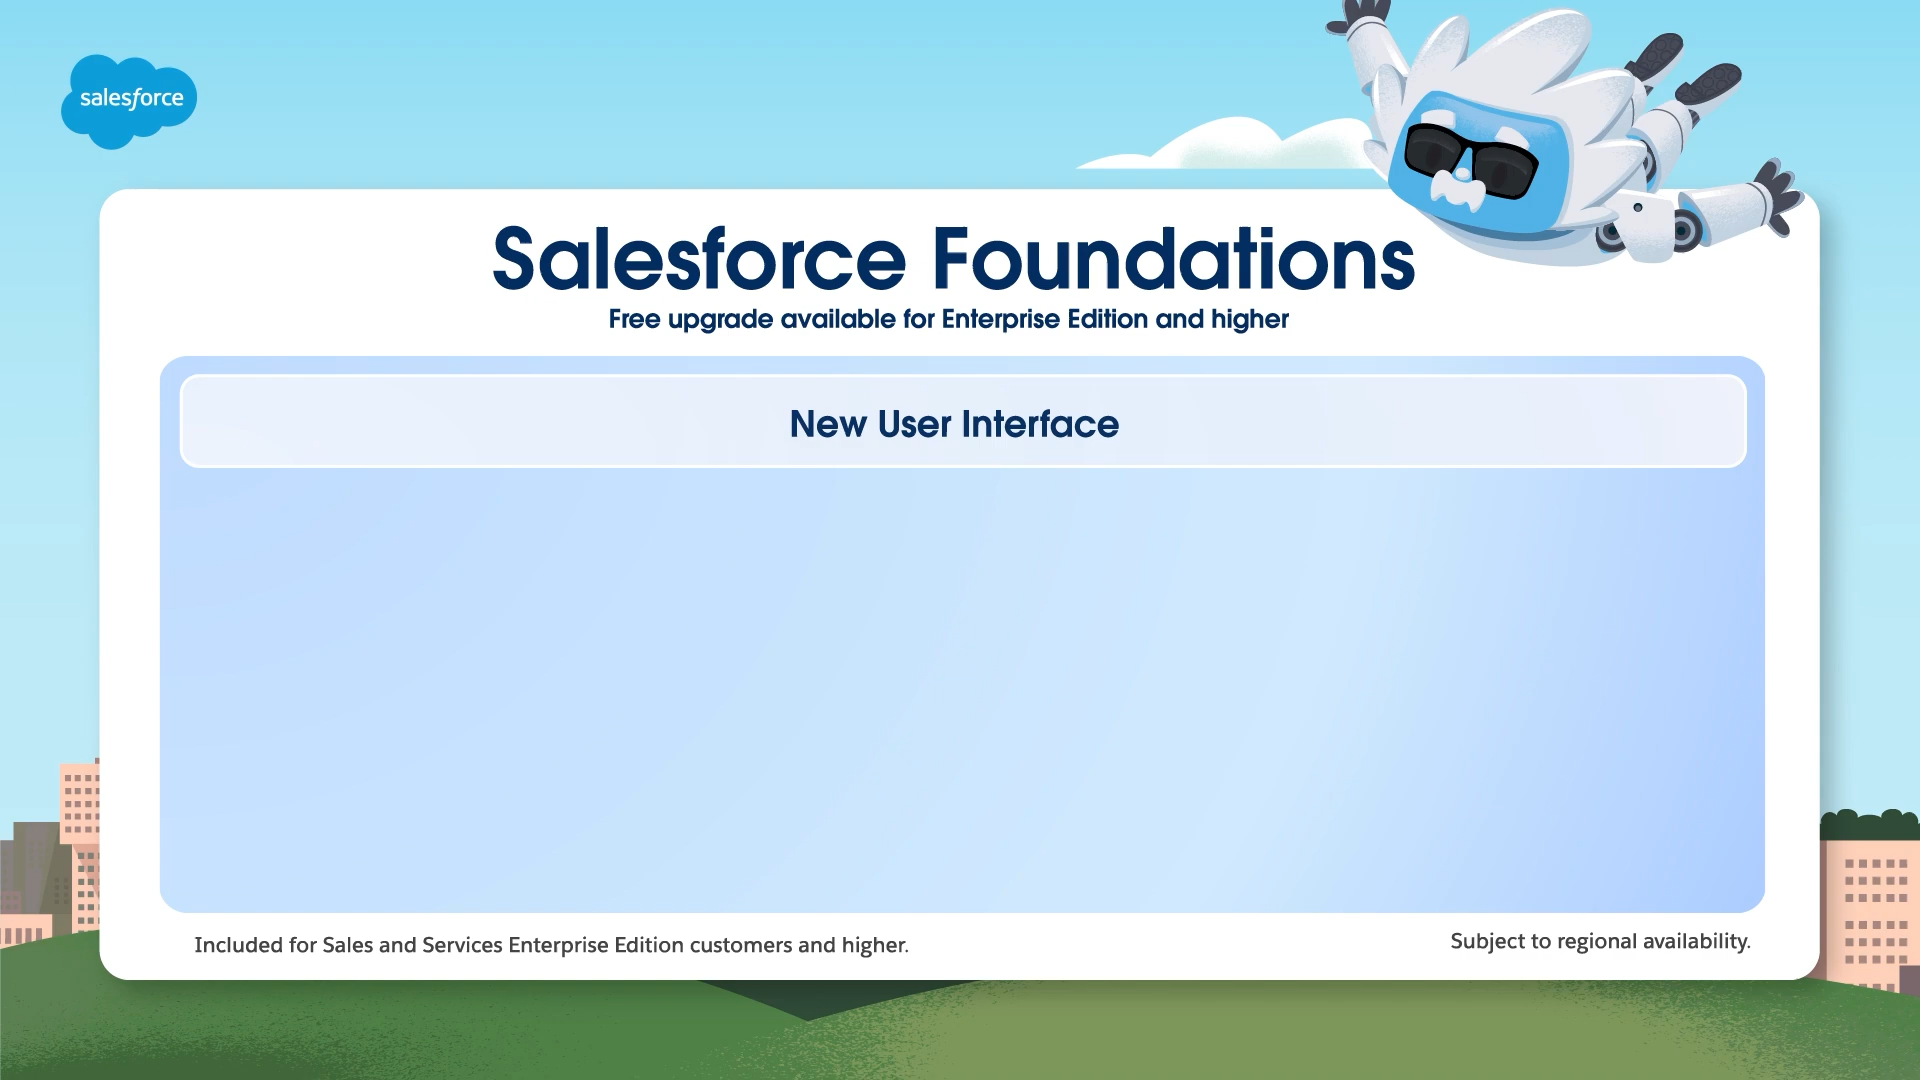 salesforce
Salesforce Foundations
Free upgrade available for Enterprise Edition and higher
New User Interface
Included for Sales and Services Enterprise Edition customers and higher.
Subject to regional availability.